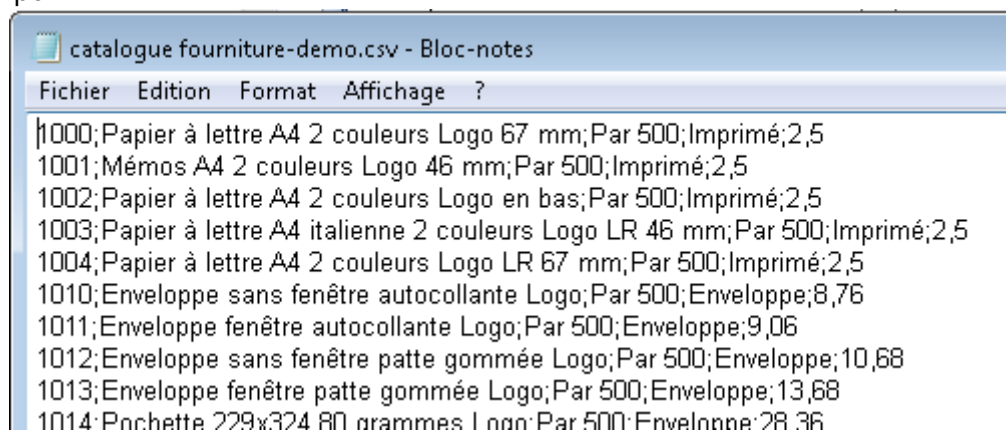 catalogue fourniture-demo.csv - Bloc-notes
Fichier Edition Format Affichage ?
1000;Papier à lettre A4 2 couleurs Logo 67 mm;Par 500;Imprimé;2,5
1001;Mémos A4 2 couleurs Logo 46 mm;Par 500;Imprimé;2,5
1002;Papier à lettre A4 2 couleurs Logo en bas;Par 500;Imprimé;2,5
1003;Papier à lettre A4 italienne 2 couleurs Logo LR 46 mm;Par 500;Imprimé;2,5
1004;Papier à lettre A4 2 couleurs Logo LR 67 mm;Par 500;Imprimé;2,5
1010;Enveloppe sans fenêtre autocollante Logo;Par 500;Enveloppe;8,76
1011;Enveloppe fenêtre autocollante Logo;Par 500;Enveloppe;9,06
1012;Enveloppe sans fenêtre patte gommée Logo;Par 500;Enveloppe;10,68
1013;Enveloppe fenêtre patte gommée Logo;Par 500;Enveloppe;13,68
1014;Pochette 229x324 80 grammes Logo;Par 500;Enveloppe;28,36